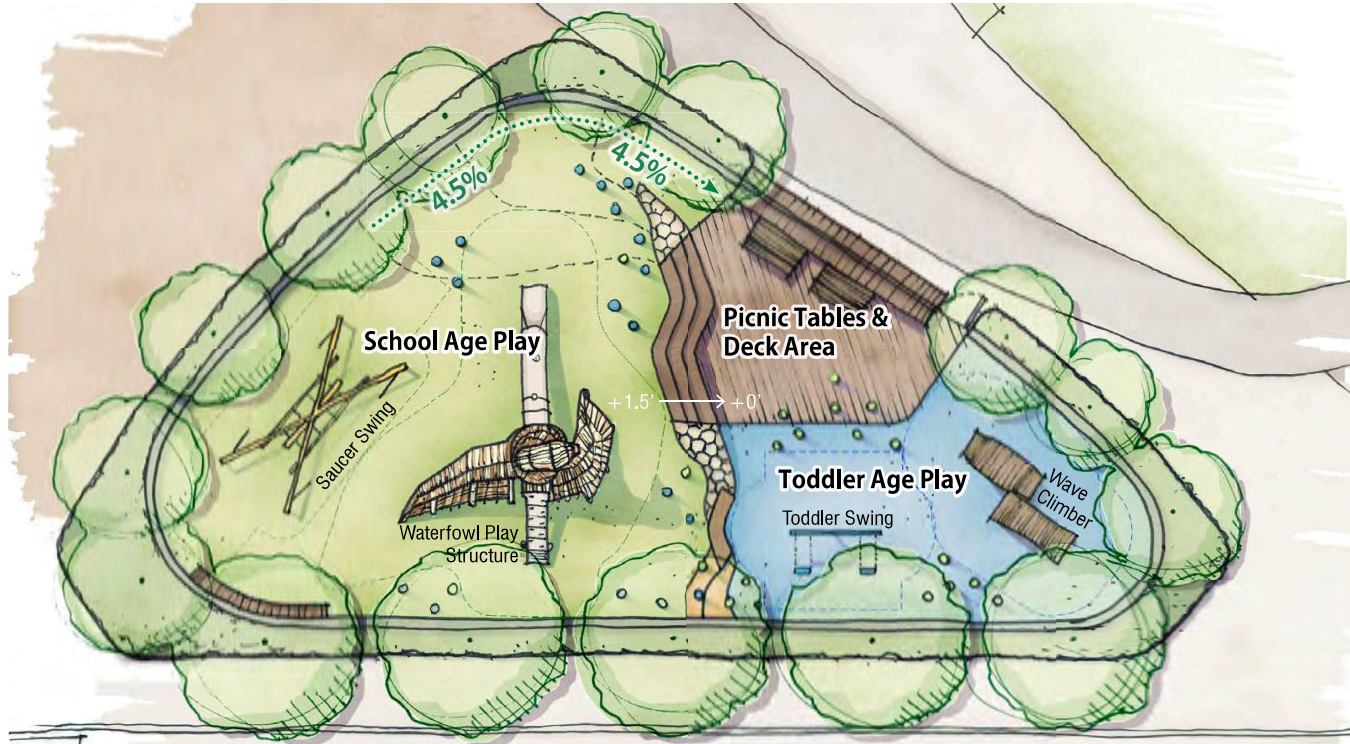 4.5%
4.5%
School Age Play
Picnic Tables &
Deck Area
+1.5' +0'
Saucer Swing
Waterfowl Play
Structure
Toddler Age Play
Toddler Swing
Wave
Climber